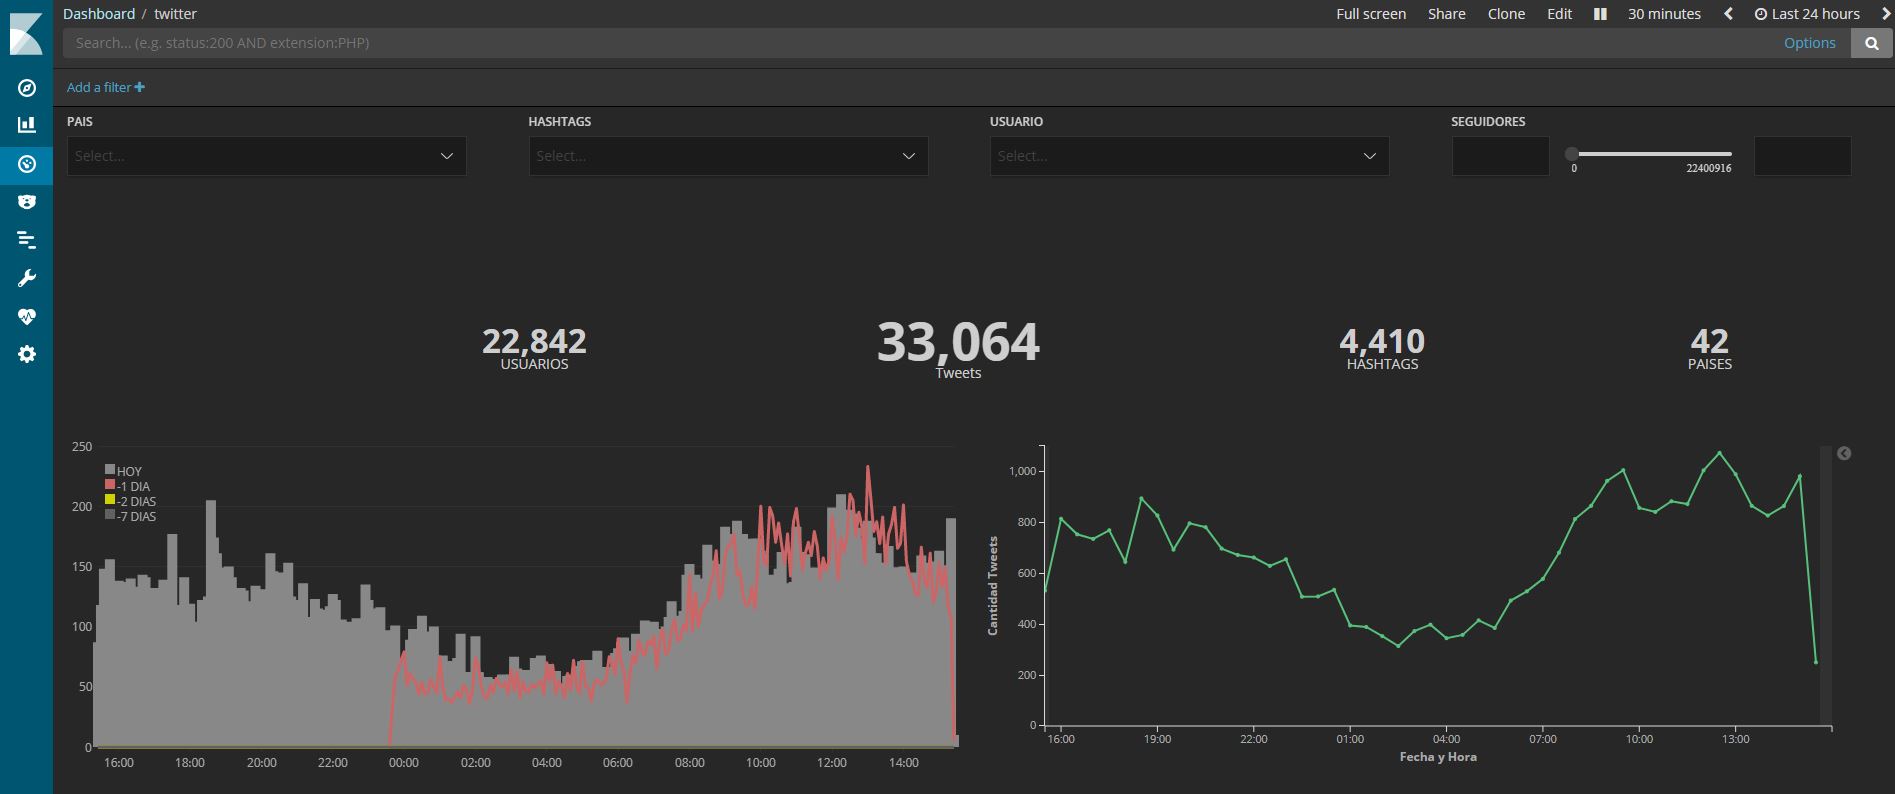 Dashboard / twitter Full screen Share Clone Edit 30 minutes Last 24 hours
Search... (e.g. status:200 AND extension:PHP) Options
Add a filter
PAIS HASHTAGS USUARIO SEGUIDORES
Select... Select... Select...
0 22400916
22,842 33,064 4,410 42
USUARIOS Tweets HASHTAGS PAISES
250
200
150
100
50
0
HOY
-1 DIA
-2 DIAS
-7 DIAS
16:00 18:00 20:00 22:00 00:00 02:00 04:00 06:00 08:00 10:00 12:00 14:00
Cantidad Tweets
1,000
800
600
400
200
0
16:00 19:00 22:00 01:00 04:00 07:00 10:00 13:00
Fecha y Hora